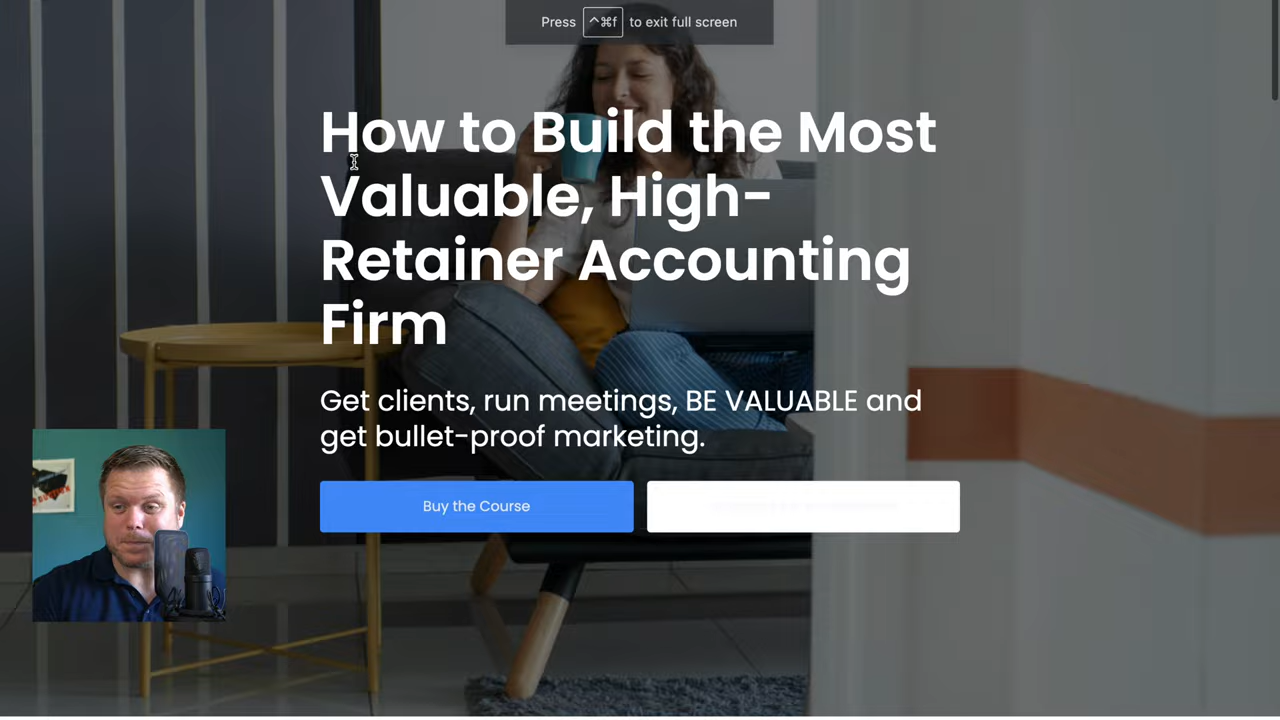 Press ^⌘f to exit full screen
How to Build the Most
Valuable, High-
Retainer Accounting
Firm
Get clients, run meetings, BE VALUABLE and
get bullet-proof marketing.
Buy the Course